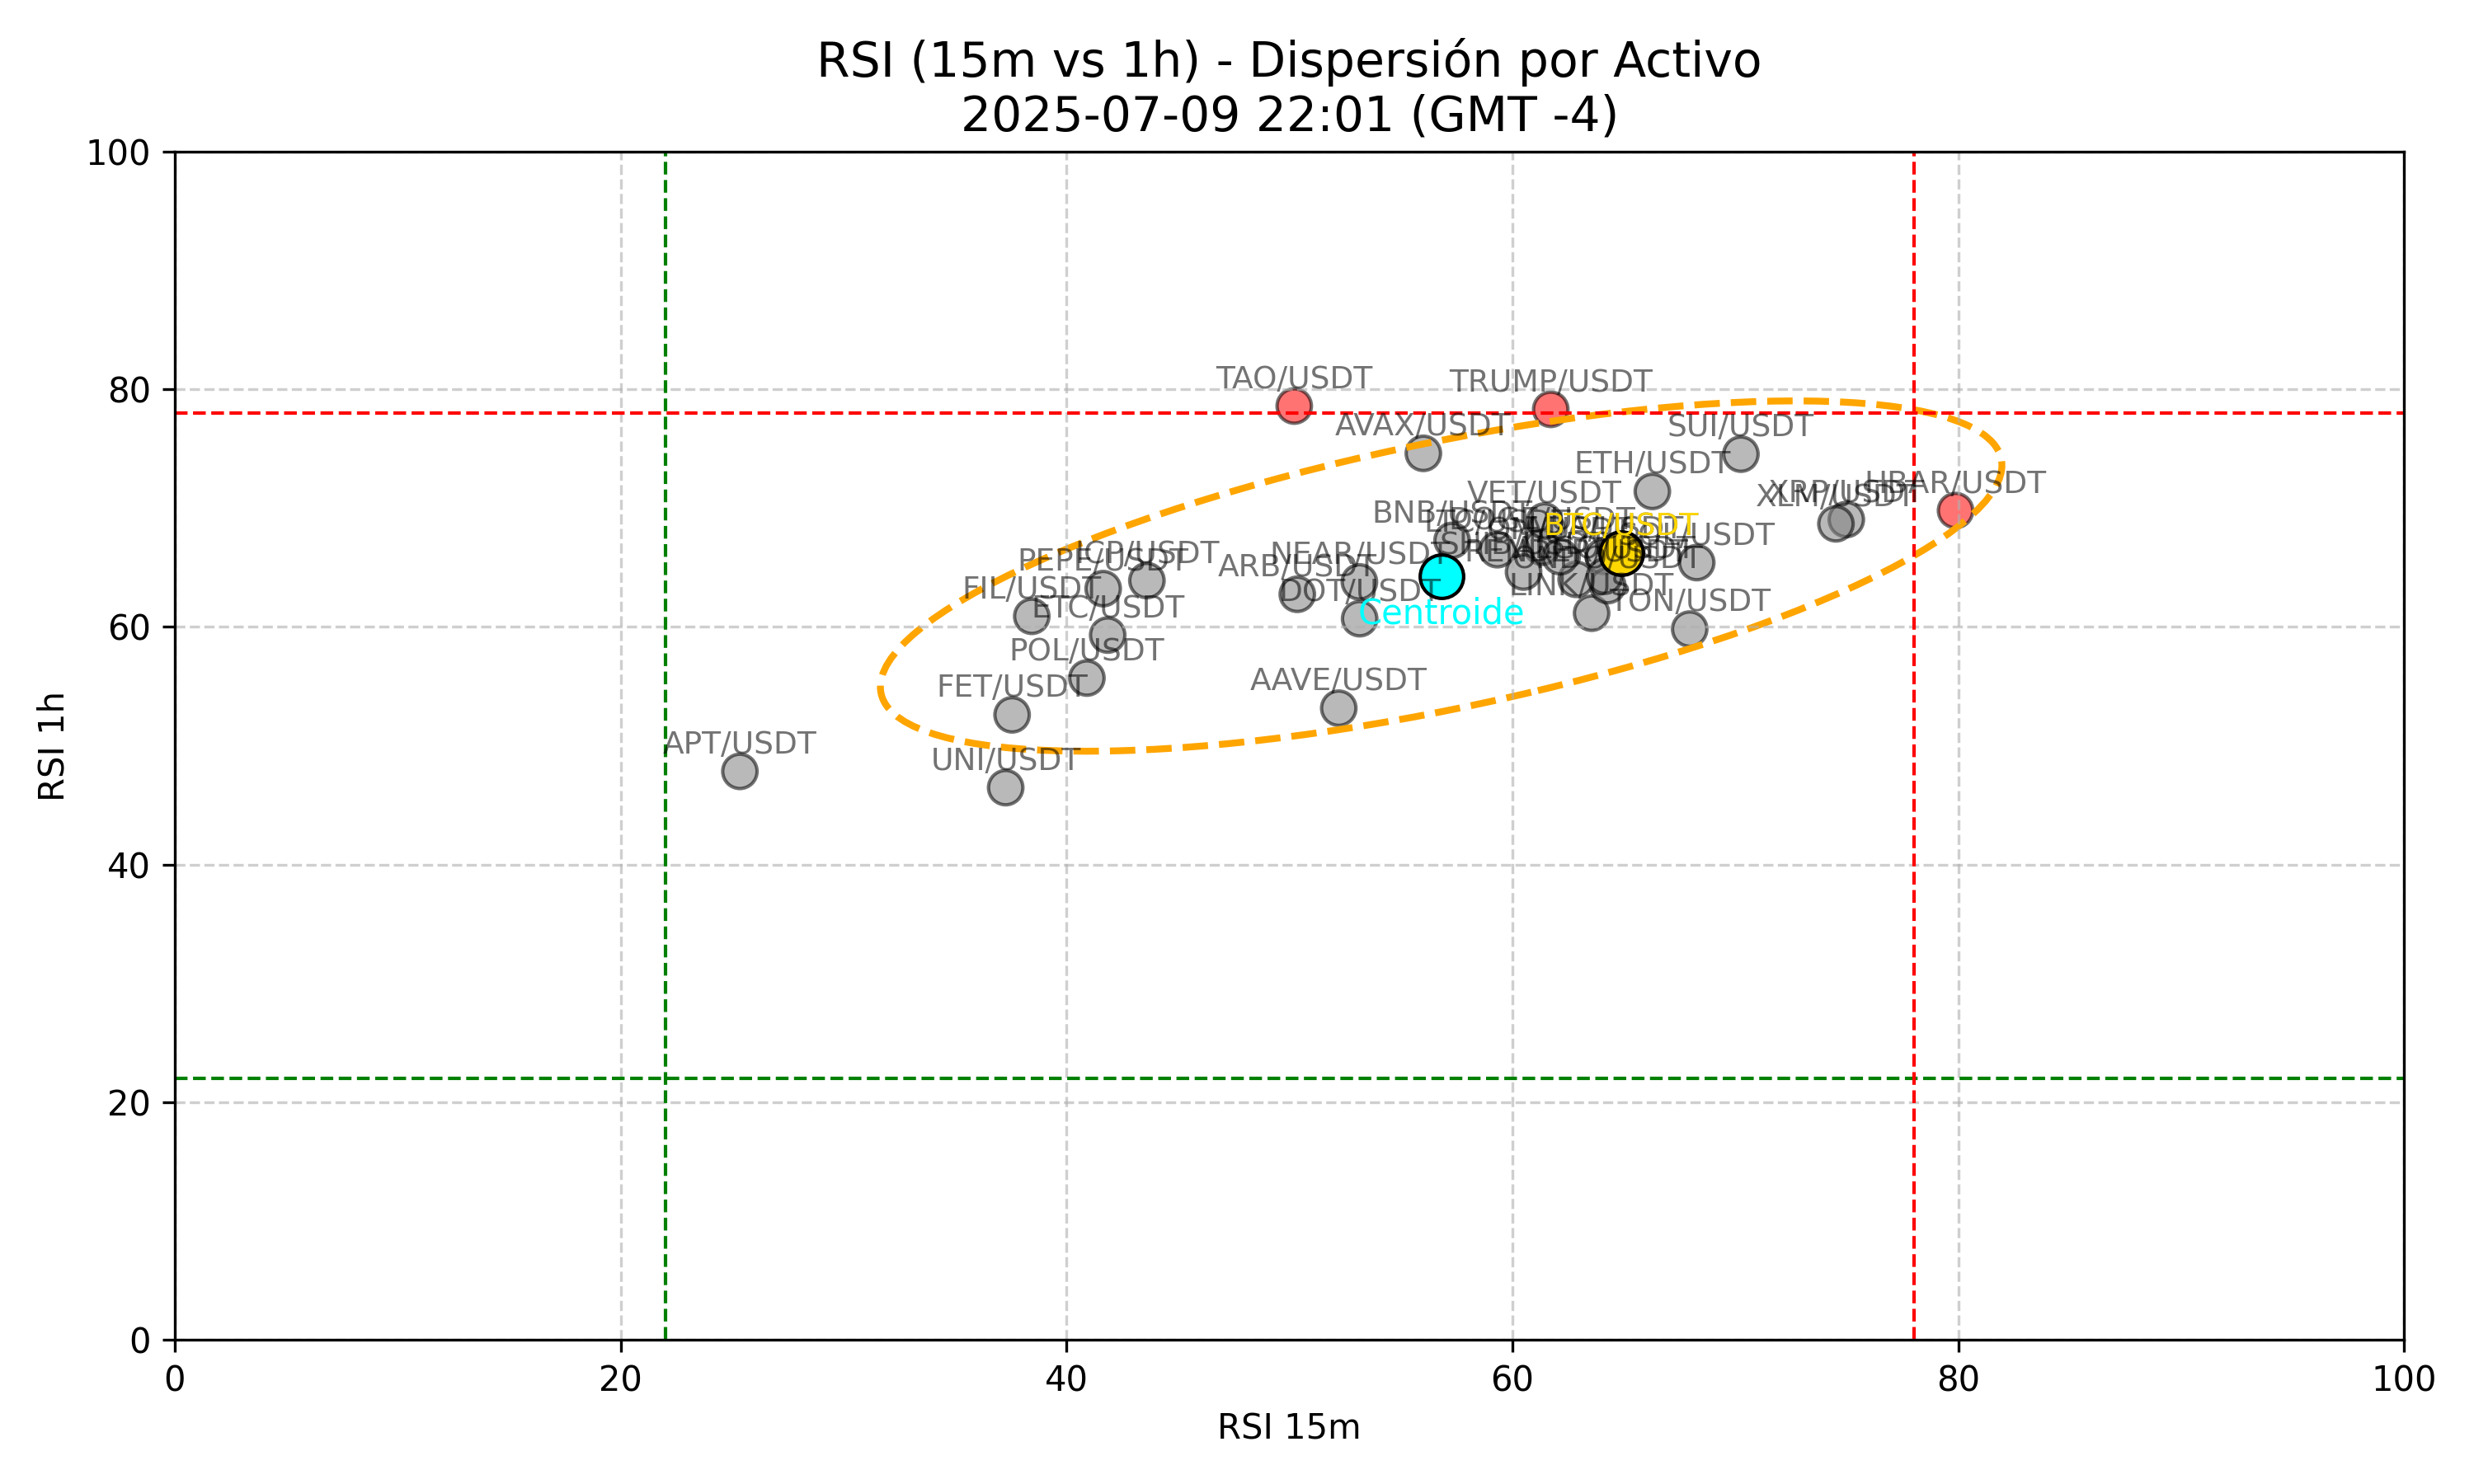 RSI (15m vs 1h) - Dispersión por Activo
2025-07-09 22:01 (GMT -4)
100
80
60
40
20
0
RSI 1h
TAO/USDT
TRUMP/USDT
AVAX/USDT
SUI/USDT
ETH/USDT
HBAR/USDT
XRP/USDT
XLM/USDT
VET/USDT
BNB/USDT
BTC/USDT
ICP/USDT
NEAR/USDT
PEPE/USDT
ARB/USDT
FIL/USDT
DOT/USDT
LINK/USDT
TON/USDT
ETC/USDT
Centroide
POL/USDT
FET/USDT
AAVE/USDT
APT/USDT
UNI/USDT
0
20
40
60
80
100
RSI 15m